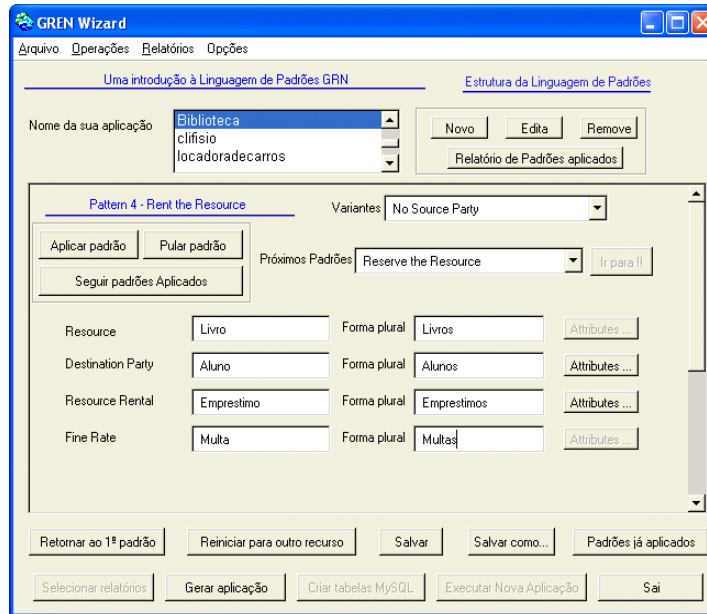 GREN Wizard
Arquivo Operações Relatórios Opções
Uma introdução à Linguagem de Padrões GRN Estrutura da Linguagem de Padrões
Nome da sua aplicação Biblioteca
clifisio
locadoradecarros
Novo Edita Remove
Relatório de Padrões aplicados
Pattern 4 - Rent the Resource Variantes No Source Party
Aplicar padrão Pular padrão
Próximos Padrões Reserve the Resource Ir para !!
Seguir padrões Aplicados
Resource Livro Forma plural Livros Attributes ...
Destination Party Aluno Forma plural Alunos Attributes ...
Resource Rental Emprestimo Forma plural Emprestimos Attributes ...
Fine Rate Multa Forma plural Multas Attributes ...
Retornar ao 1º padrão Reiniciar para outro recurso Salvar Salvar como... Padrões já aplicados
Selecionar relatórios Gerar aplicação Criar tabelas MySQL Executar Nova Aplicação Sai